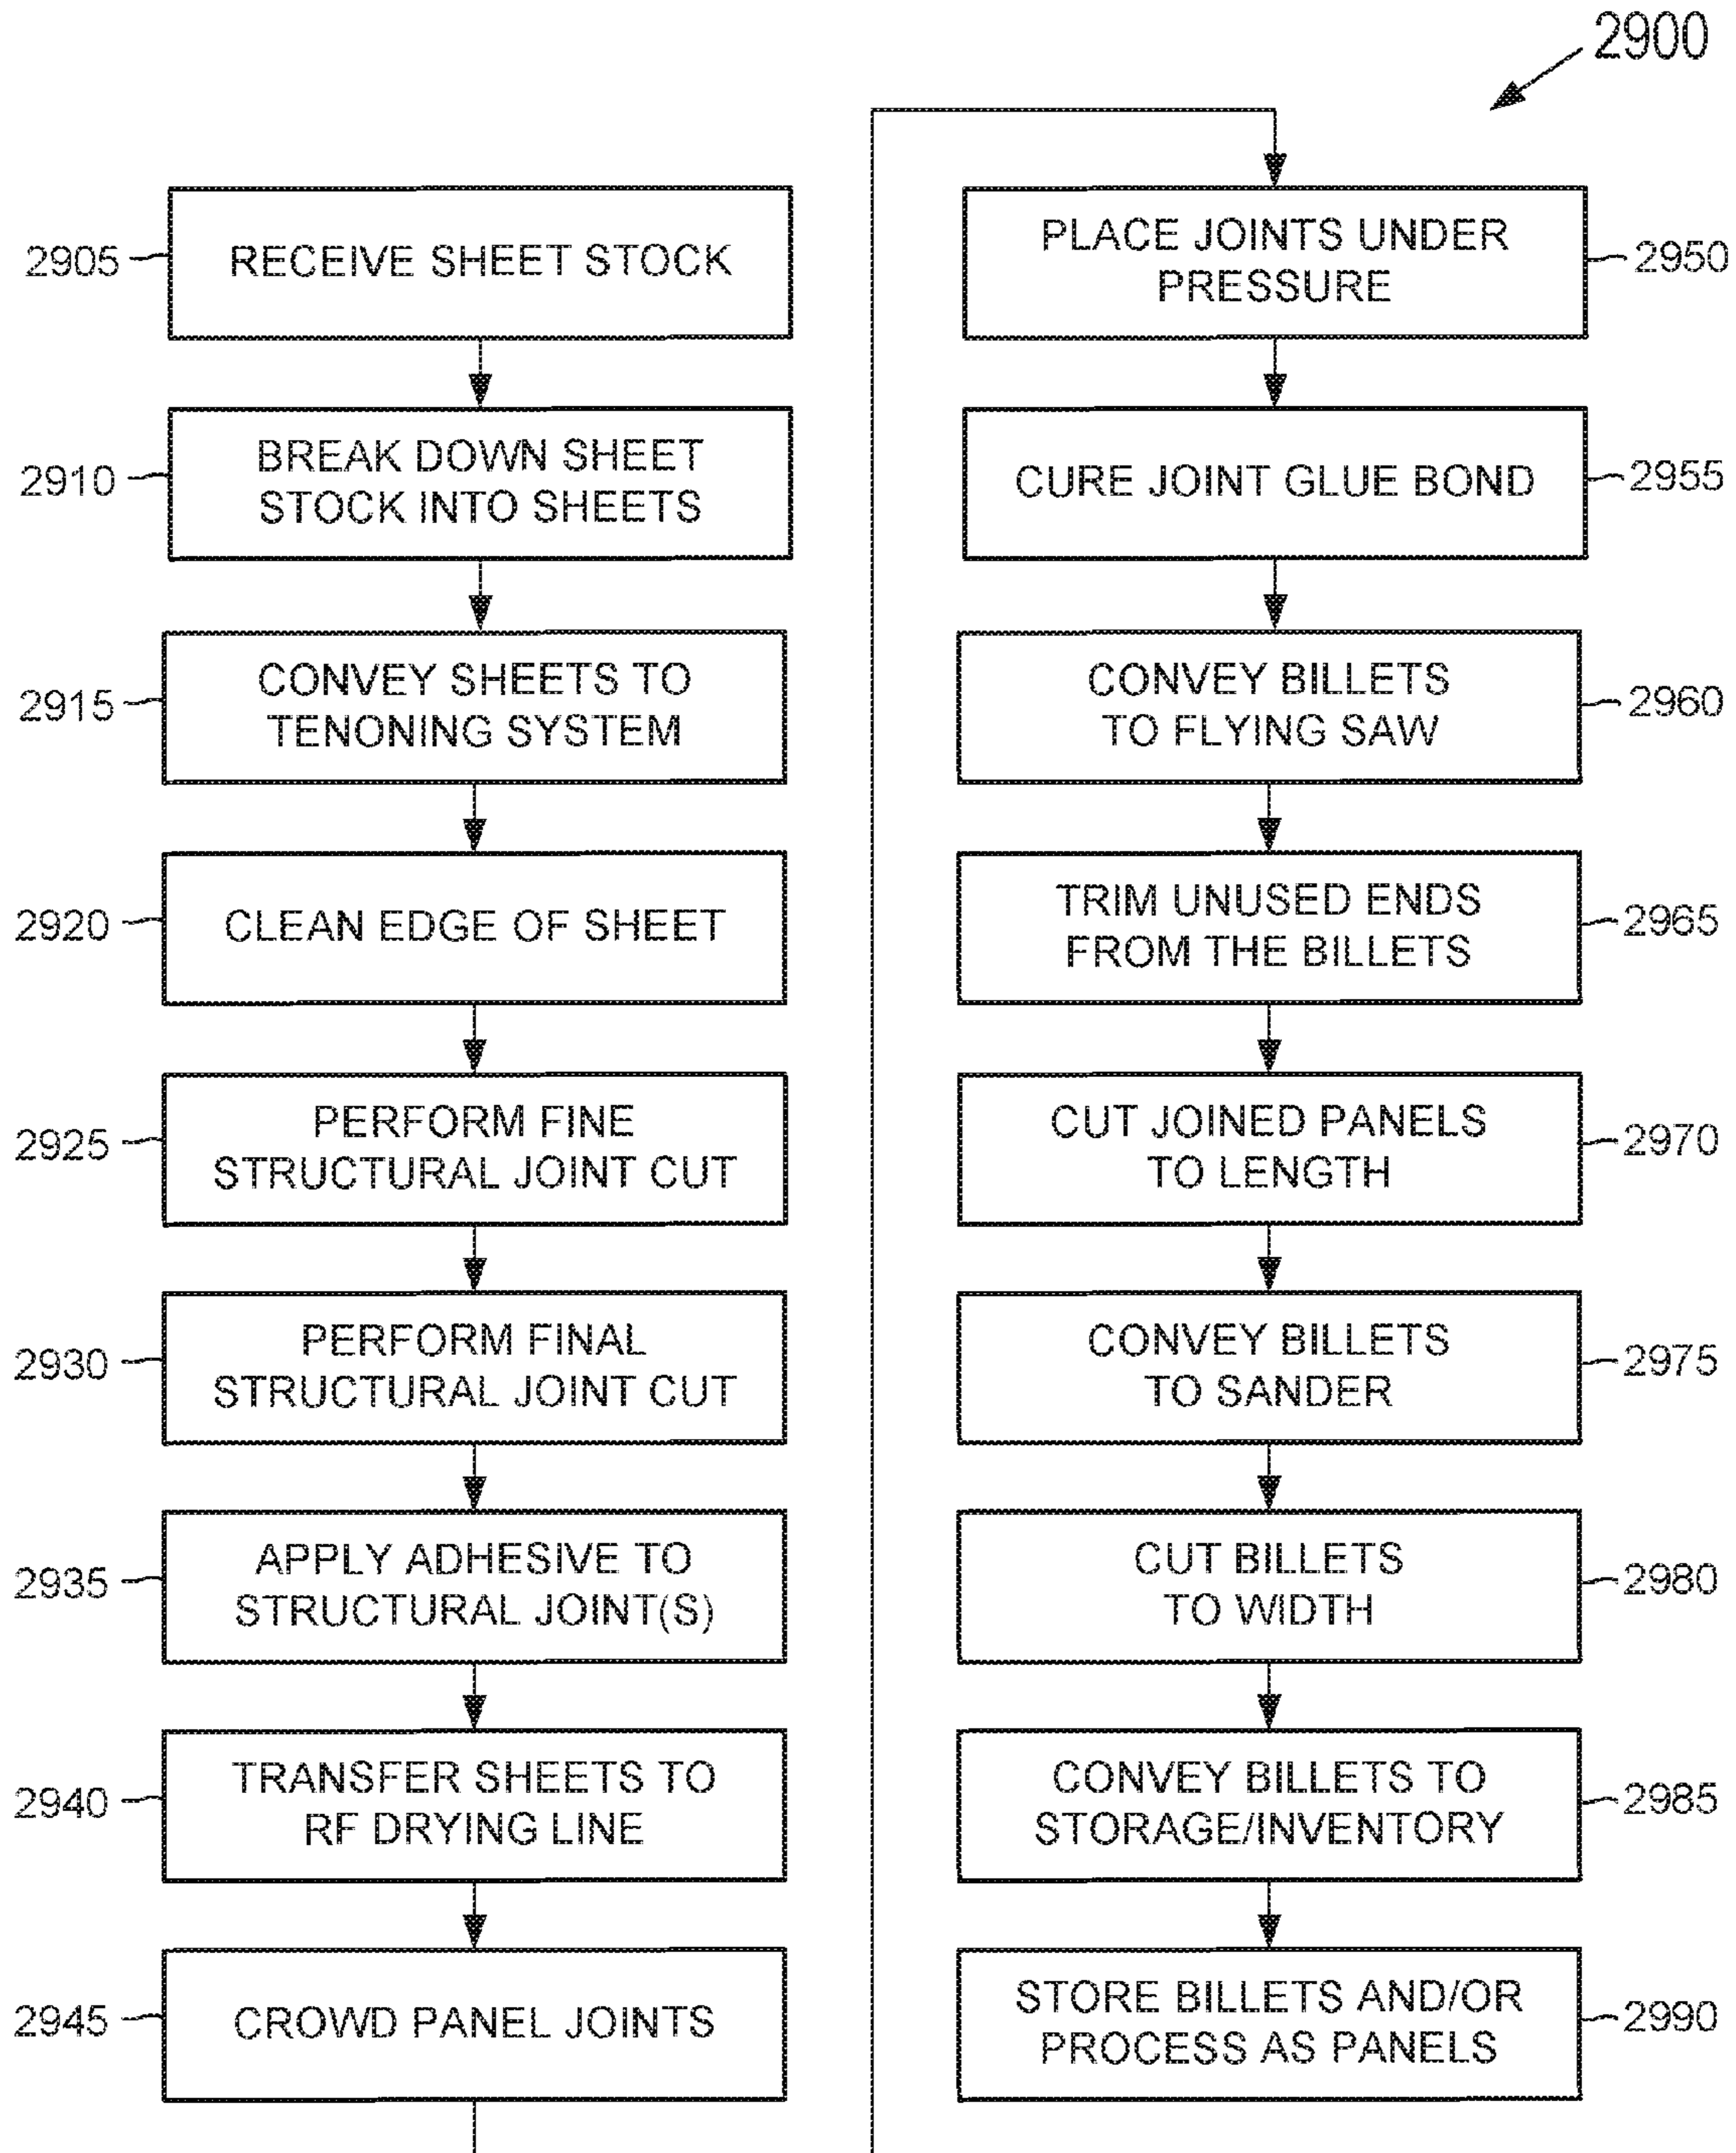 2900
2905
RECEIVE SHEET STOCK
2910
BREAK DOWN SHEET
STOCK INTO SHEETS
2915
CONVEY SHEETS TO
TENONING SYSTEM
2920
CLEAN EDGE OF SHEET
2925
PERFORM FINE
STRUCTURAL JOINT CUT
2930
PERFORM FINAL
STRUCTURAL JOINT CUT
2935
APPLY ADHESIVE TO
STRUCTURAL JOINT(S)
2940
TRANSFER SHEETS TO
RF DRYING LINE
2945
CROWD PANEL JOINTS
PLACE JOINTS UNDER
PRESSURE
2950
CURE JOINT GLUE BOND
2955
CONVEY BILLETS
TO FLYING SAW
2960
TRIM UNUSED ENDS
FROM THE BILLETS
2965
CUT JOINED PANELS
TO LENGTH
2970
CONVEY BILLETS
TO SANDER
2975
CUT BILLETS
TO WIDTH
2980
CONVEY BILLETS TO
STORAGE/INVENTORY
2985
STORE BILLETS AND/OR
PROCESS AS PANELS
2990